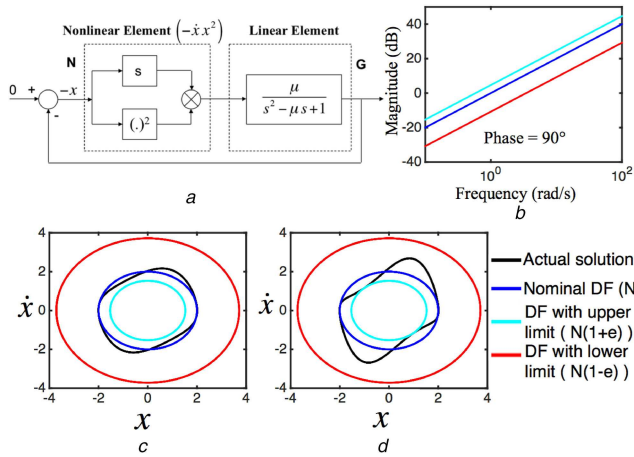 a
Nonlinear Element (−ẋ x²)
Linear Element
N
G
0
+
−x
-
s
(.)²
μ
s² − μ s + 1
a
Magnitude (dB)
40
20
0
-20
-40
Phase = 90°
10⁰
10²
Frequency (rad/s)
b
4
2
0
-2
-4
ẋ
-4 -2 0 2 4
x
c
4
2
0
-2
-4
ẋ
-4 -2 0 2 4
x
d
Actual solution
Nominal DF (N
DF with upper
limit ( N(1+e) )
DF with lower
limit ( N(1-e) )